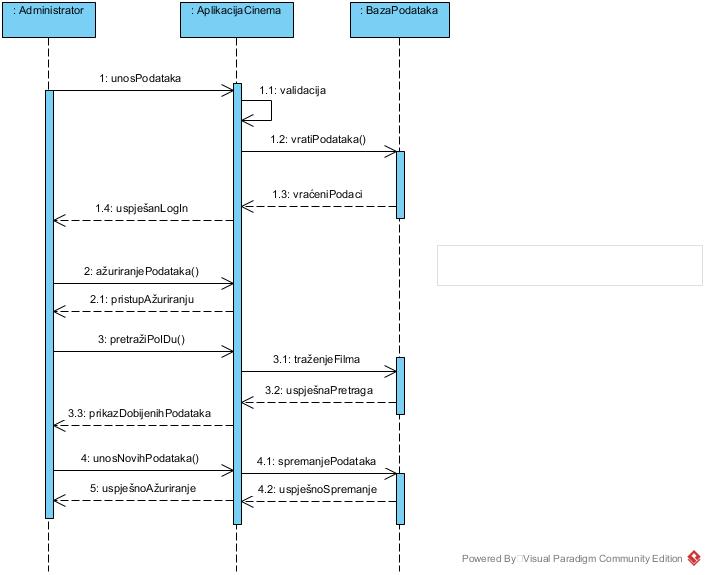 : Administrator
: AplikacijaCinema
: BazaPodataka
1: unosPodataka
1.1: validacija
1.2: vratiPodataka()
1.3: vraćeniPodaci
1.4: uspješanLogIn
2: ažuriranjePodataka()
2.1: pristupAžuriranju
3: pretražiPoIDu()
3.1: traženjeFilma
3.2: uspješnaPretraga
3.3: prikazDobijenihPodataka
4: unosNovihPodataka()
4.1: spremanjePodataka
5: uspješnoAžuriranje
4.2: uspješnoSpremanje
Powered By Visual Paradigm Community Edition